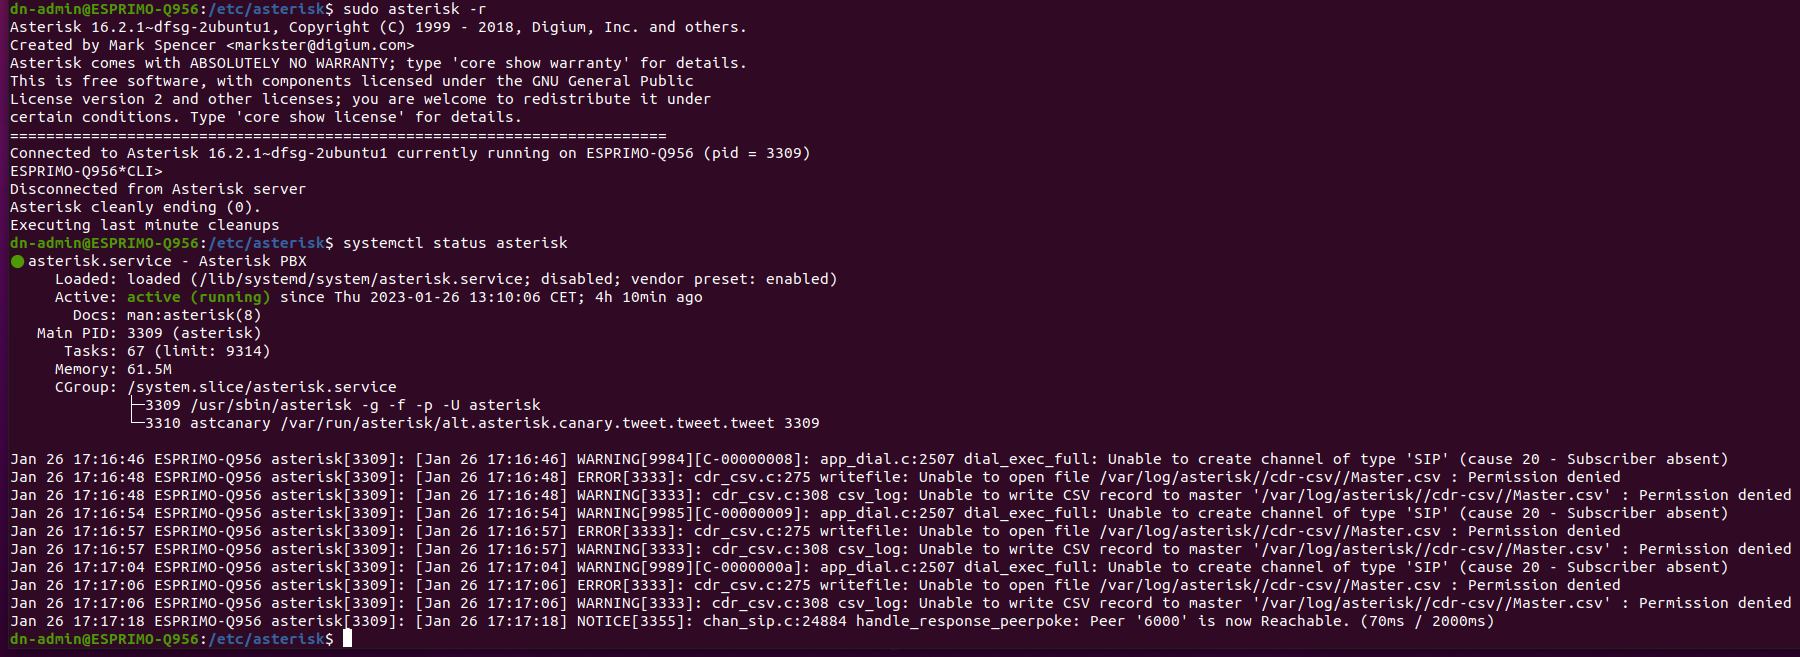 dn-admin@ESPRIMO-Q956:/etc/asterisk$ sudo asterisk -r
Asterisk 16.2.1~dfsg-2ubuntu1, Copyright (C) 1999 - 2018, Digium, Inc. and others.
Created by Mark Spencer <markster@digium.com>
Asterisk comes with ABSOLUTELY NO WARRANTY; type 'core show warranty' for details.
This is free software, with components licensed under the GNU General Public
License version 2 and other licenses; you are welcome to redistribute it under
certain conditions. Type 'core show license' for details.
=========================================================================
Connected to Asterisk 16.2.1~dfsg-2ubuntu1 currently running on ESPRIMO-Q956 (pid = 3309)
ESPRIMO-Q956*CLI>
Disconnected from Asterisk server
Asterisk cleanly ending (0).
Executing last minute cleanups
dn-admin@ESPRIMO-Q956:/etc/asterisk$ systemctl status asterisk
● asterisk.service - Asterisk PBX
     Loaded: loaded (/lib/systemd/system/asterisk.service; disabled; vendor preset: enabled)
     Active: active (running) since Thu 2023-01-26 13:10:06 CET; 4h 10min ago
       Docs: man:asterisk(8)
   Main PID: 3309 (asterisk)
      Tasks: 67 (limit: 9314)
     Memory: 61.5M
     CGroup: /system.slice/asterisk.service
             ├─3309 /usr/sbin/asterisk -g -f -p -U asterisk
             └─3310 astcanary /var/run/asterisk/alt.asterisk.canary.tweet.tweet.tweet 3309
Jan 26 17:16:46 ESPRIMO-Q956 asterisk[3309]: [Jan 26 17:16:46] WARNING[9984][C-00000008]: app_dial.c:2507 dial_exec_full: Unable to create channel of type 'SIP' (cause 20 - Subscriber absent)
Jan 26 17:16:48 ESPRIMO-Q956 asterisk[3309]: [Jan 26 17:16:48] ERROR[3333]: cdr_csv.c:275 writefile: Unable to open file /var/log/asterisk//cdr-csv//Master.csv : Permission denied
Jan 26 17:16:48 ESPRIMO-Q956 asterisk[3309]: [Jan 26 17:16:48] WARNING[3333]: cdr_csv.c:308 csv_log: Unable to write CSV record to master '/var/log/asterisk//cdr-csv//Master.csv' : Permission denied
Jan 26 17:16:54 ESPRIMO-Q956 asterisk[3309]: [Jan 26 17:16:54] WARNING[9985][C-00000009]: app_dial.c:2507 dial_exec_full: Unable to create channel of type 'SIP' (cause 20 - Subscriber absent)
Jan 26 17:16:57 ESPRIMO-Q956 asterisk[3309]: [Jan 26 17:16:57] ERROR[3333]: cdr_csv.c:275 writefile: Unable to open file /var/log/asterisk//cdr-csv//Master.csv : Permission denied
Jan 26 17:16:57 ESPRIMO-Q956 asterisk[3309]: [Jan 26 17:16:57] WARNING[3333]: cdr_csv.c:308 csv_log: Unable to write CSV record to master '/var/log/asterisk//cdr-csv//Master.csv' : Permission denied
Jan 26 17:17:04 ESPRIMO-Q956 asterisk[3309]: [Jan 26 17:17:04] WARNING[9989][C-0000000a]: app_dial.c:2507 dial_exec_full: Unable to create channel of type 'SIP' (cause 20 - Subscriber absent)
Jan 26 17:17:06 ESPRIMO-Q956 asterisk[3309]: [Jan 26 17:17:06] ERROR[3333]: cdr_csv.c:275 writefile: Unable to open file /var/log/asterisk//cdr-csv//Master.csv : Permission denied
Jan 26 17:17:06 ESPRIMO-Q956 asterisk[3309]: [Jan 26 17:17:06] WARNING[3333]: cdr_csv.c:308 csv_log: Unable to write CSV record to master '/var/log/asterisk//cdr-csv//Master.csv' : Permission denied
Jan 26 17:17:18 ESPRIMO-Q956 asterisk[3309]: [Jan 26 17:17:18] NOTICE[3355]: chan_sip.c:24884 handle_response_peerpoke: Peer '6000' is now Reachable. (70ms / 2000ms)
dn-admin@ESPRIMO-Q956:/etc/asterisk$